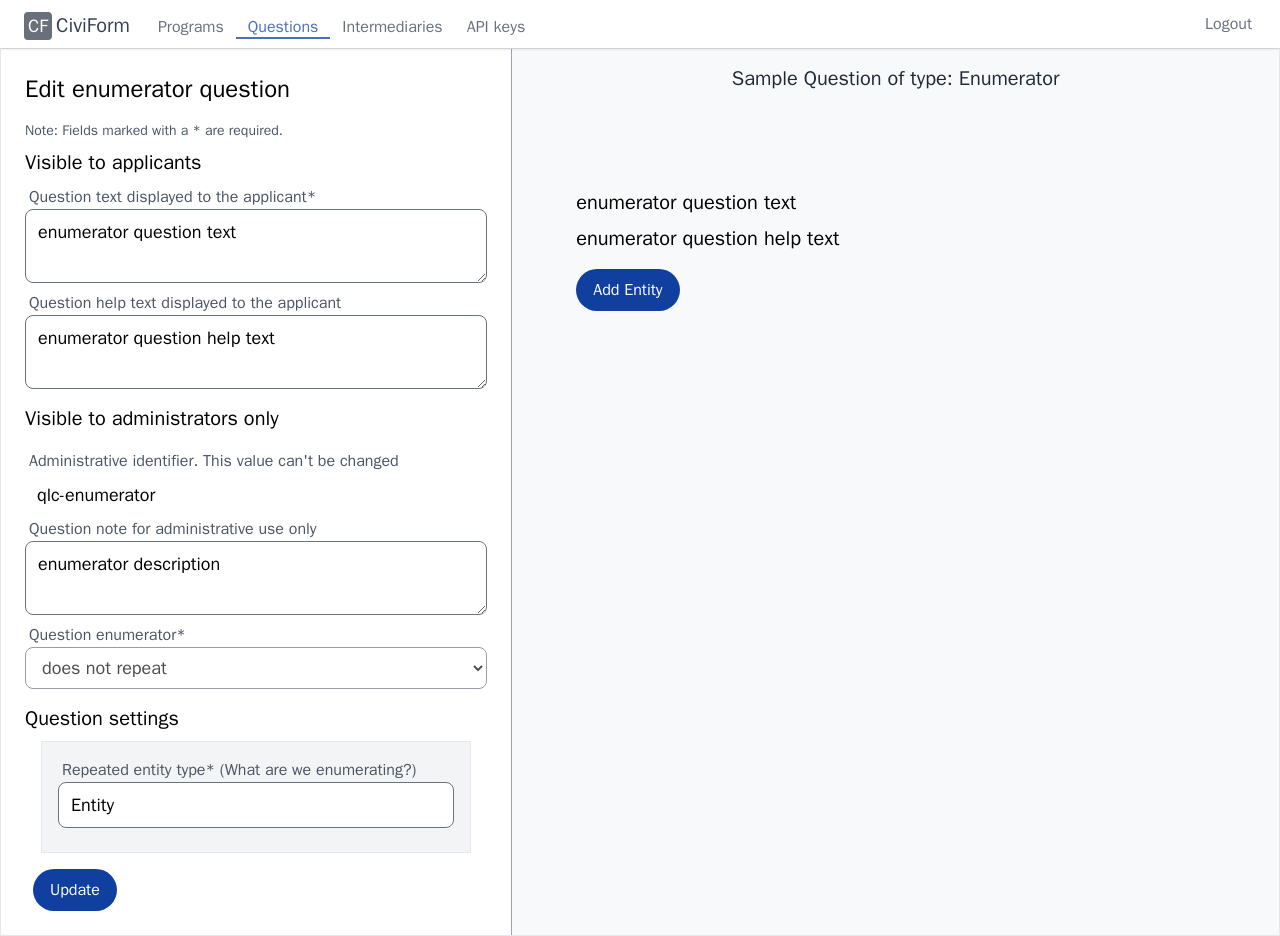 CF CiviForm Programs Questions Intermediaries API keys Logout
Edit enumerator question
Note: Fields marked with a * are required.
Visible to applicants
Question text displayed to the applicant*
enumerator question text
Question help text displayed to the applicant
enumerator question help text
Visible to administrators only
Administrative identifier. This value can't be changed
qlc-enumerator
Question note for administrative use only
enumerator description
Question enumerator*
does not repeat
Question settings
Repeated entity type* (What are we enumerating?)
Entity
Update
Sample Question of type: Enumerator
enumerator question text
enumerator question help text
Add Entity